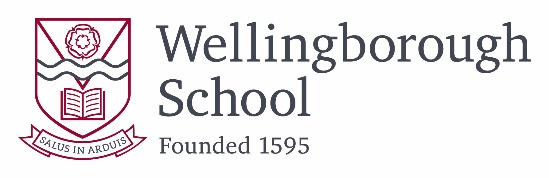 Wellingborough
School
Founded 1595
SALUS IN ARDUIS